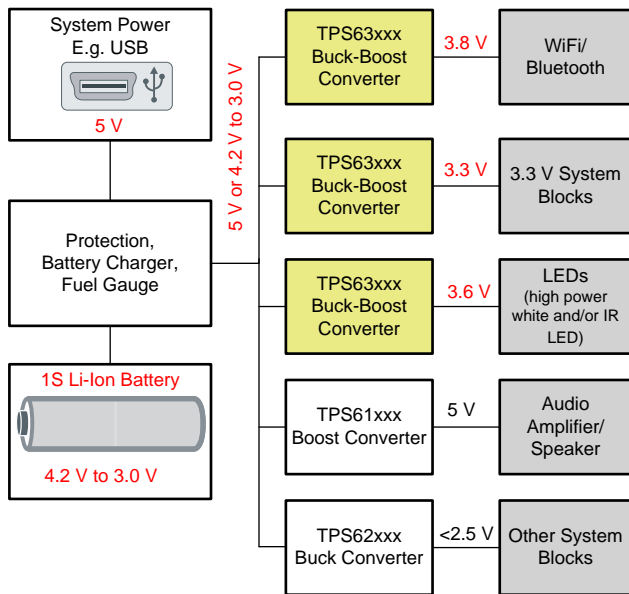 System Power
E.g. USB
5 V
Protection,
Battery Charger,
Fuel Gauge
1S Li-Ion Battery
4.2 V to 3.0 V
5 V or 4.2 V to 3.0 V
TPS63xxx
Buck-Boost
Converter
3.8 V
WiFi/
Bluetooth
TPS63xxx
Buck-Boost
Converter
3.3 V
3.3 V System
Blocks
TPS63xxx
Buck-Boost
Converter
3.6 V
LEDs
(high power
white and/or IR
LED)
TPS61xxx
Boost Converter
5 V
Audio
Amplifier/
Speaker
TPS62xxx
Buck Converter
<2.5 V
Other System
Blocks